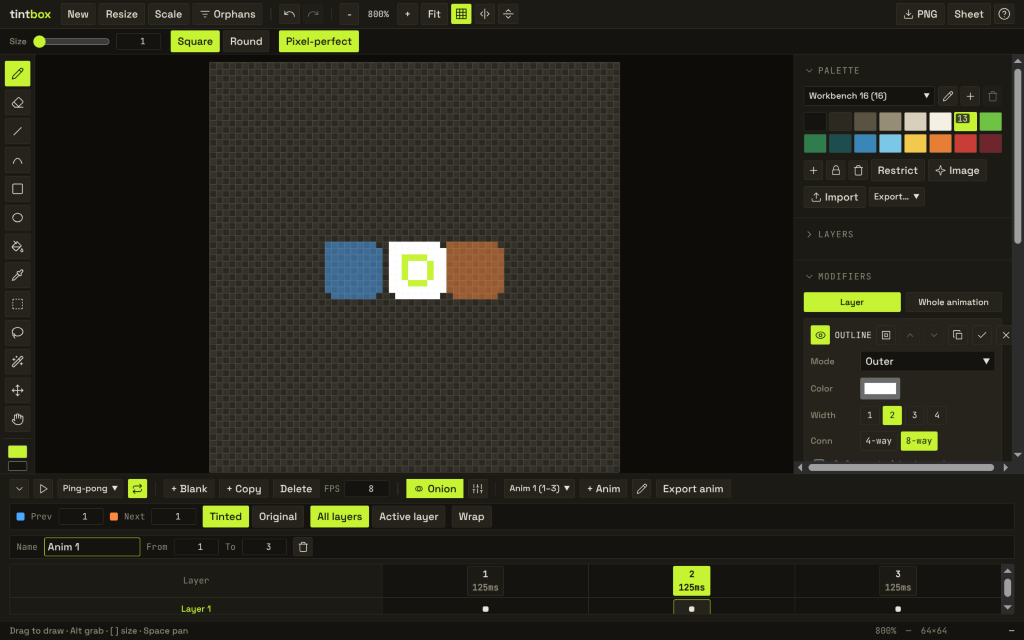 tintbox New Resize Scale Orphans - 800% + Fit PNG Sheet
Size 1 Square Round Pixel-perfect
PALETTE
Workbench 16 (16)
13
Restrict Image
Import Export...
LAYERS
MODIFIERS
Layer Whole animation
OUTLINE
Mode Outer
Color
Width 1 2 3 4
Conn 4-way 8-way
Ping-pong + Blank + Copy Delete FPS 8 Onion Anim 1 (1–3) + Anim Export anim
Prev 1 Next 1 Tinted Original All layers Active layer Wrap
Name Anim 1 From 1 To 3
Layer 1 2 3
125ms 125ms 125ms
Layer 1
Drag to draw · Alt grab · [ ] size · Space pan 800% — 64×64 —